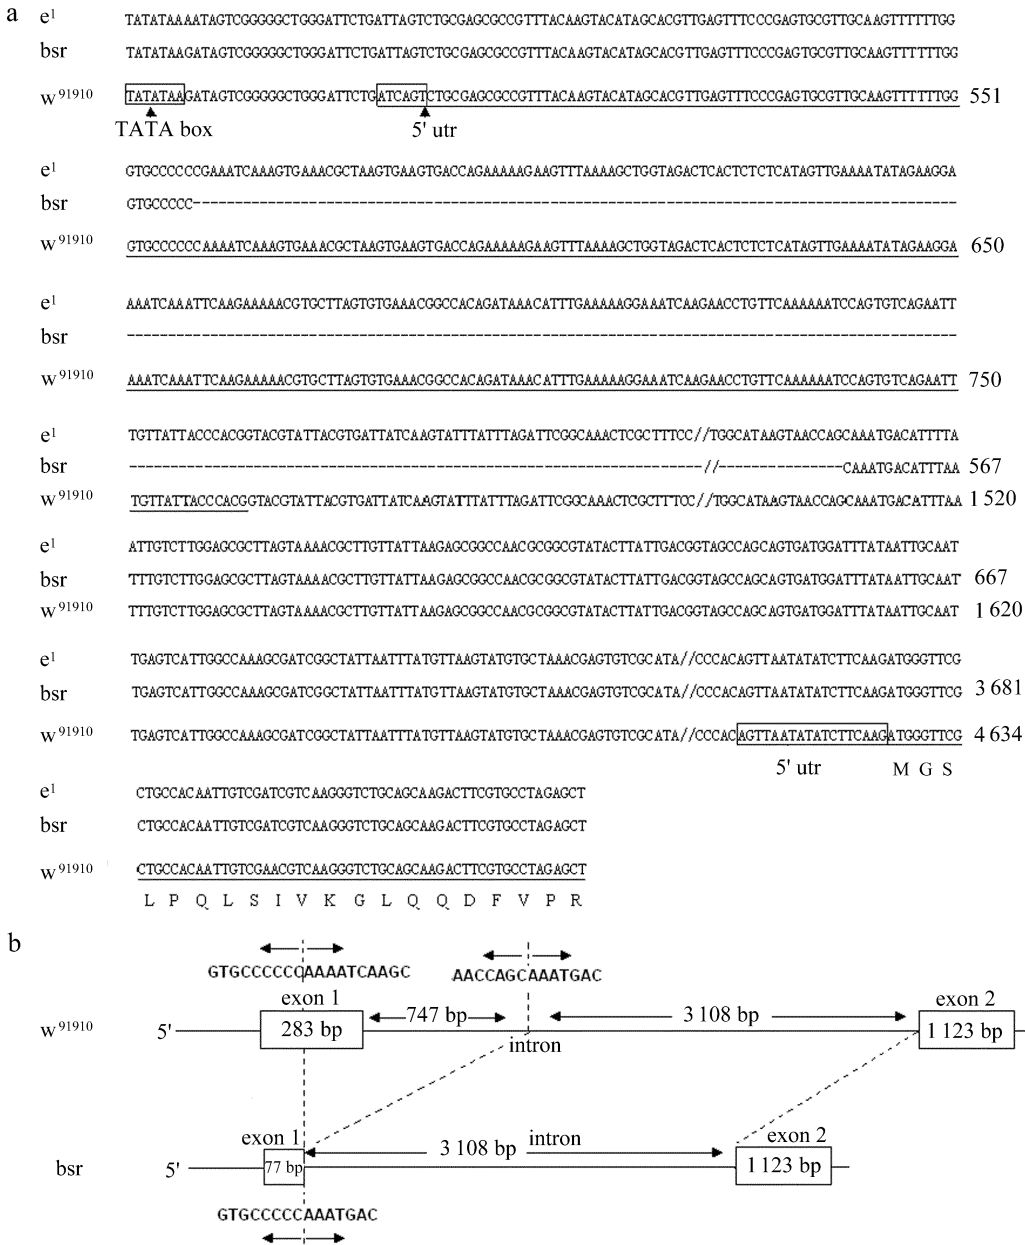 a
e1 TATATAAAATAGTCGGGGGCTGGGATTCTGATTAGTCTGCGAGCGCCGTTTACAAGTACATAGCACGTTGAGTTTCCCGAGTGCGTTGCAAGTTTTTTGG
bsr TATATAAGATAGTCGGGGGCTGGGATTCTGATTAGTCTGCGAGCGCCGTTTACAAGTACATAGCACGTTGAGTTTCCCGAGTGCGTTGCAAGTTTTTTGG
w91910 TATATAAGATAGTCGGGGGCTGGGATTCTGATCAGTCTGCGAGCGCCGTTTACAAGTACATAGCACGTTGAGTTTCCCGAGTGCGTTGCAAGTTTTTTGG 551
TATA box 5' utr
e1 GTGCCCCCCGAAATCAAAGTGAAACGCTAAGTGAAGTGACCAGAAAAAGAAGTTTAAAAGCTGGTAGACTCACTCTCTCATAGTTGAAAATATAGAAGGA
bsr GTGCCCCC----------------------------------------------------------------------------------------
w91910 GTGCCCCCCAAAATCAAAGTGAAACGCTAAGTGAAGTGACCAGAAAAAGAAGTTTAAAAGCTGGTAGACTCACTCTCTCATAGTTGAAAATATAGAAGGA 650
e1 AAATCAAATTCAAGAAAAACGTGCTTAGTGTGAAACGGCCACAGATAAACATTTGAAAAAGGAAATCAAGAACCTGTTCAAAAAATCCAGTGTCAGAATT
bsr ----------------------------------------------------------------------------------------------------
w91910 AAATCAAATTCAAGAAAAACGTGCTTAGTGTGAAACGGCCACAGATAAACATTTGAAAAAGGAAATCAAGAACCTGTTCAAAAAATCCAGTGTCAGAATT 750
e1 TGTTATTACCCACGGTACGTATTACGTGATTATCAAGTATTTATTTAGATTCGGCAAACTCGCTTTCC//TGGCATAAGTAACCAGCAAATGACATTTTA
bsr --------------------------------------------------------------------//---------------CAAATGACATTTAA 567
w91910 TGTTATTACCCACGGTACGTATTACGTGATTATCAAGTATTTATTTAGATTCGGCAAACTCGCTTTCC//TGGCATAAGTAACCAGCAAATGACATTTAA 1 520
e1 ATTGTCTTGGAGCGCTTAGTAAAACGCTTGTTATTAAGAGCGGCCAACGCGGCGTATACTTATTGACGGTAGCCAGCAGTGATGGATTTATAATTGCAAT
bsr TTTGTCTTGGAGCGCTTAGTAAAACGCTTGTTATTAAGAGCGGCCAACGCGGCGTATACTTATTGACGGTAGCCAGCAGTGATGGATTTATAATTGCAAT 667
w91910 TTTGTCTTGGAGCGCTTAGTAAAACGCTTGTTATTAAGAGCGGCCAACGCGGCGTATACTTATTGACGGTAGCCAGCAGTGATGGATTTATAATTGCAAT 1 620
e1 TGAGTCATTGGCCAAAGCGATCGGCTATTAATTTATGTTAAGTATGTGCTAAACGAGTGTCGCATA//CCCACAGTTAATATATCTTCAAGATGGGTTCG
bsr TGAGTCATTGGCCAAAGCGATCGGCTATTAATTTATGTTAAGTATGTGCTAAACGAGTGTCGCATA//CCCACAGTTAATATATCTTCAAGATGGGTTCG 3 681
w91910 TGAGTCATTGGCCAAAGCGATCGGCTATTAATTTATGTTAAGTATGTGCTAAACGAGTGTCGCATA//CCCACAGTTAATATATCTTCAAGATGGGTTCG 4 634
5' utr M G S
e1 CTGCCACAATTGTCGATCGTCAAGGGTCTGCAGCAAGACTTCGTGCCTAGAGCT
bsr CTGCCACAATTGTCGATCGTCAAGGGTCTGCAGCAAGACTTCGTGCCTAGAGCT
w91910 CTGCCACAATTGTCGAACGTCAAGGGTCTGCAGCAAGACTTCGTGCCTAGAGCT
L P Q L S I V K G L Q Q D F V P R
b
GTGCCCCCCAAAATCAAGC AACCAGCAAATGAC
exon 1 747 bp 3 108 bp exon 2
w91910 5' 283 bp intron 1 123 bp
exon 1 3 108 bp intron exon 2
bsr 5' 77 bp 1 123 bp
GTGCCCCCAAATGAC